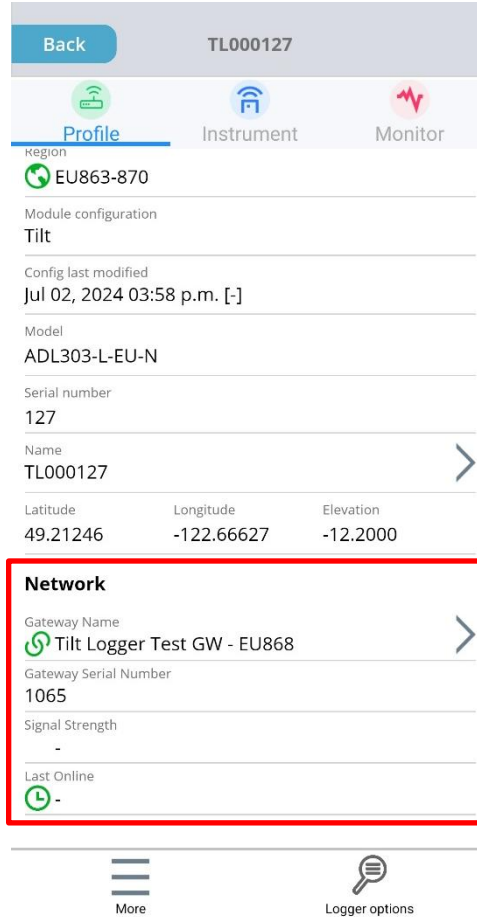 Back TL000127
Profile Instrument Monitor
Region
EU863-870
Module configuration
Tilt
Config last modified
Jul 02, 2024 03:58 p.m. [-]
Model
ADL303-L-EU-N
Serial number
127
Name
TL000127
Latitude Longitude Elevation
49.21246 -122.66627 -12.2000
Network
Gateway Name
Tilt Logger Test GW - EU868
Gateway Serial Number
1065
Signal Strength
-
Last Online
-
More Logger options